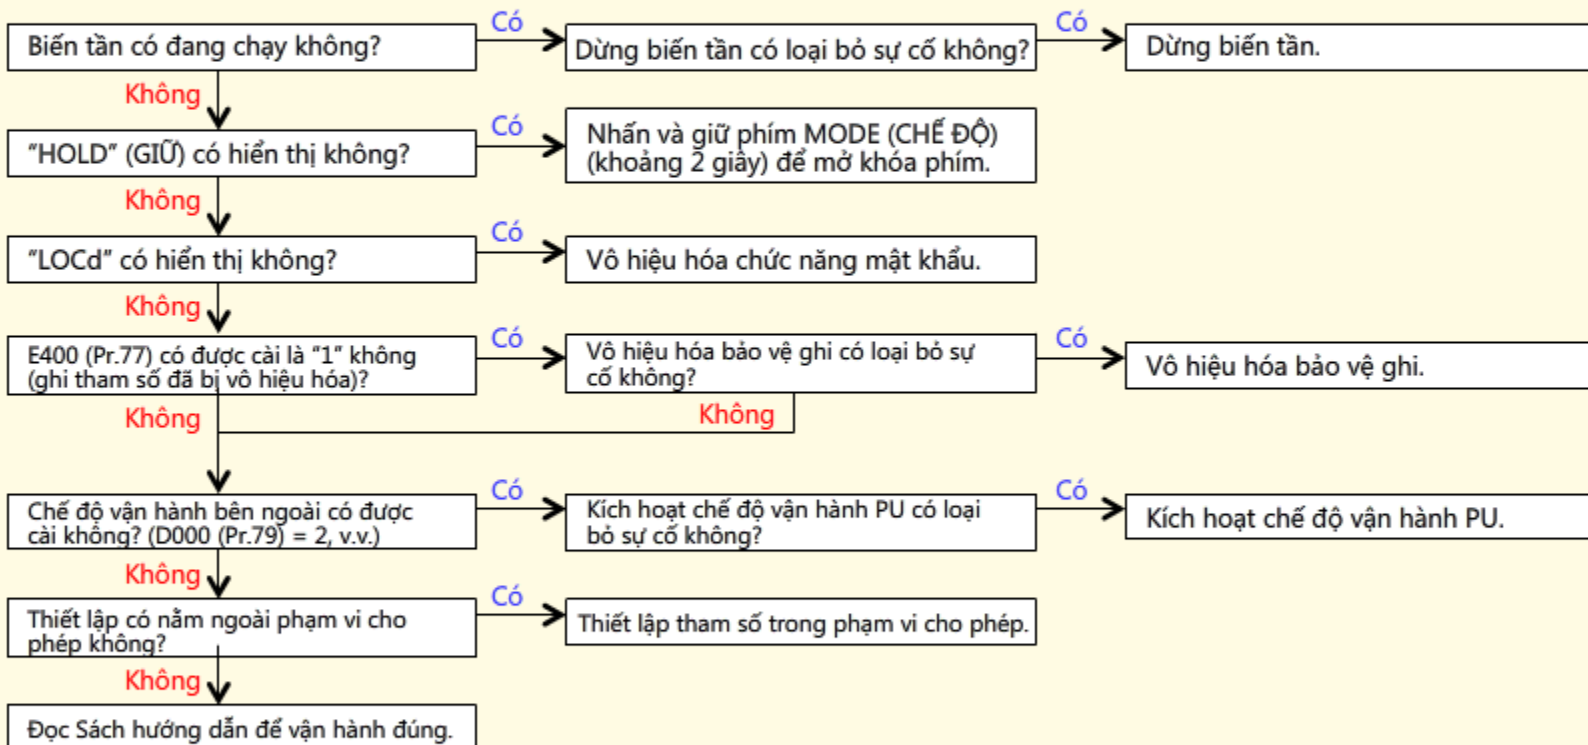 Có
Có
Biến tần có đang chạy không?
Dừng biến tần có loại bỏ sự cố không?
Dừng biến tần.
Không
Có
"HOLD" (GIỮ) có hiển thị không?
Nhấn và giữ phím MODE (CHẾ ĐỘ)
(khoảng 2 giây) để mở khóa phím.
Không
Có
"LOCd" có hiển thị không?
Vô hiệu hóa chức năng mật khẩu.
Không
Có
Có
E400 (Pr.77) có được cài là "1" không
(ghi tham số đã bị vô hiệu hóa)?
Vô hiệu hóa bảo vệ ghi có loại bỏ sự
cố không?
Vô hiệu hóa bảo vệ ghi.
Không
Không
Có
Có
Chế độ vận hành bên ngoài có được
cài không? (D000 (Pr.79) = 2, v.v.)
Kích hoạt chế độ vận hành PU có loại
bỏ sự cố không?
Kích hoạt chế độ vận hành PU.
Không
Có
Thiết lập có nằm ngoài phạm vi cho
phép không?
Thiết lập tham số trong phạm vi cho phép.
Không
Đọc Sách hướng dẫn để vận hành đúng.